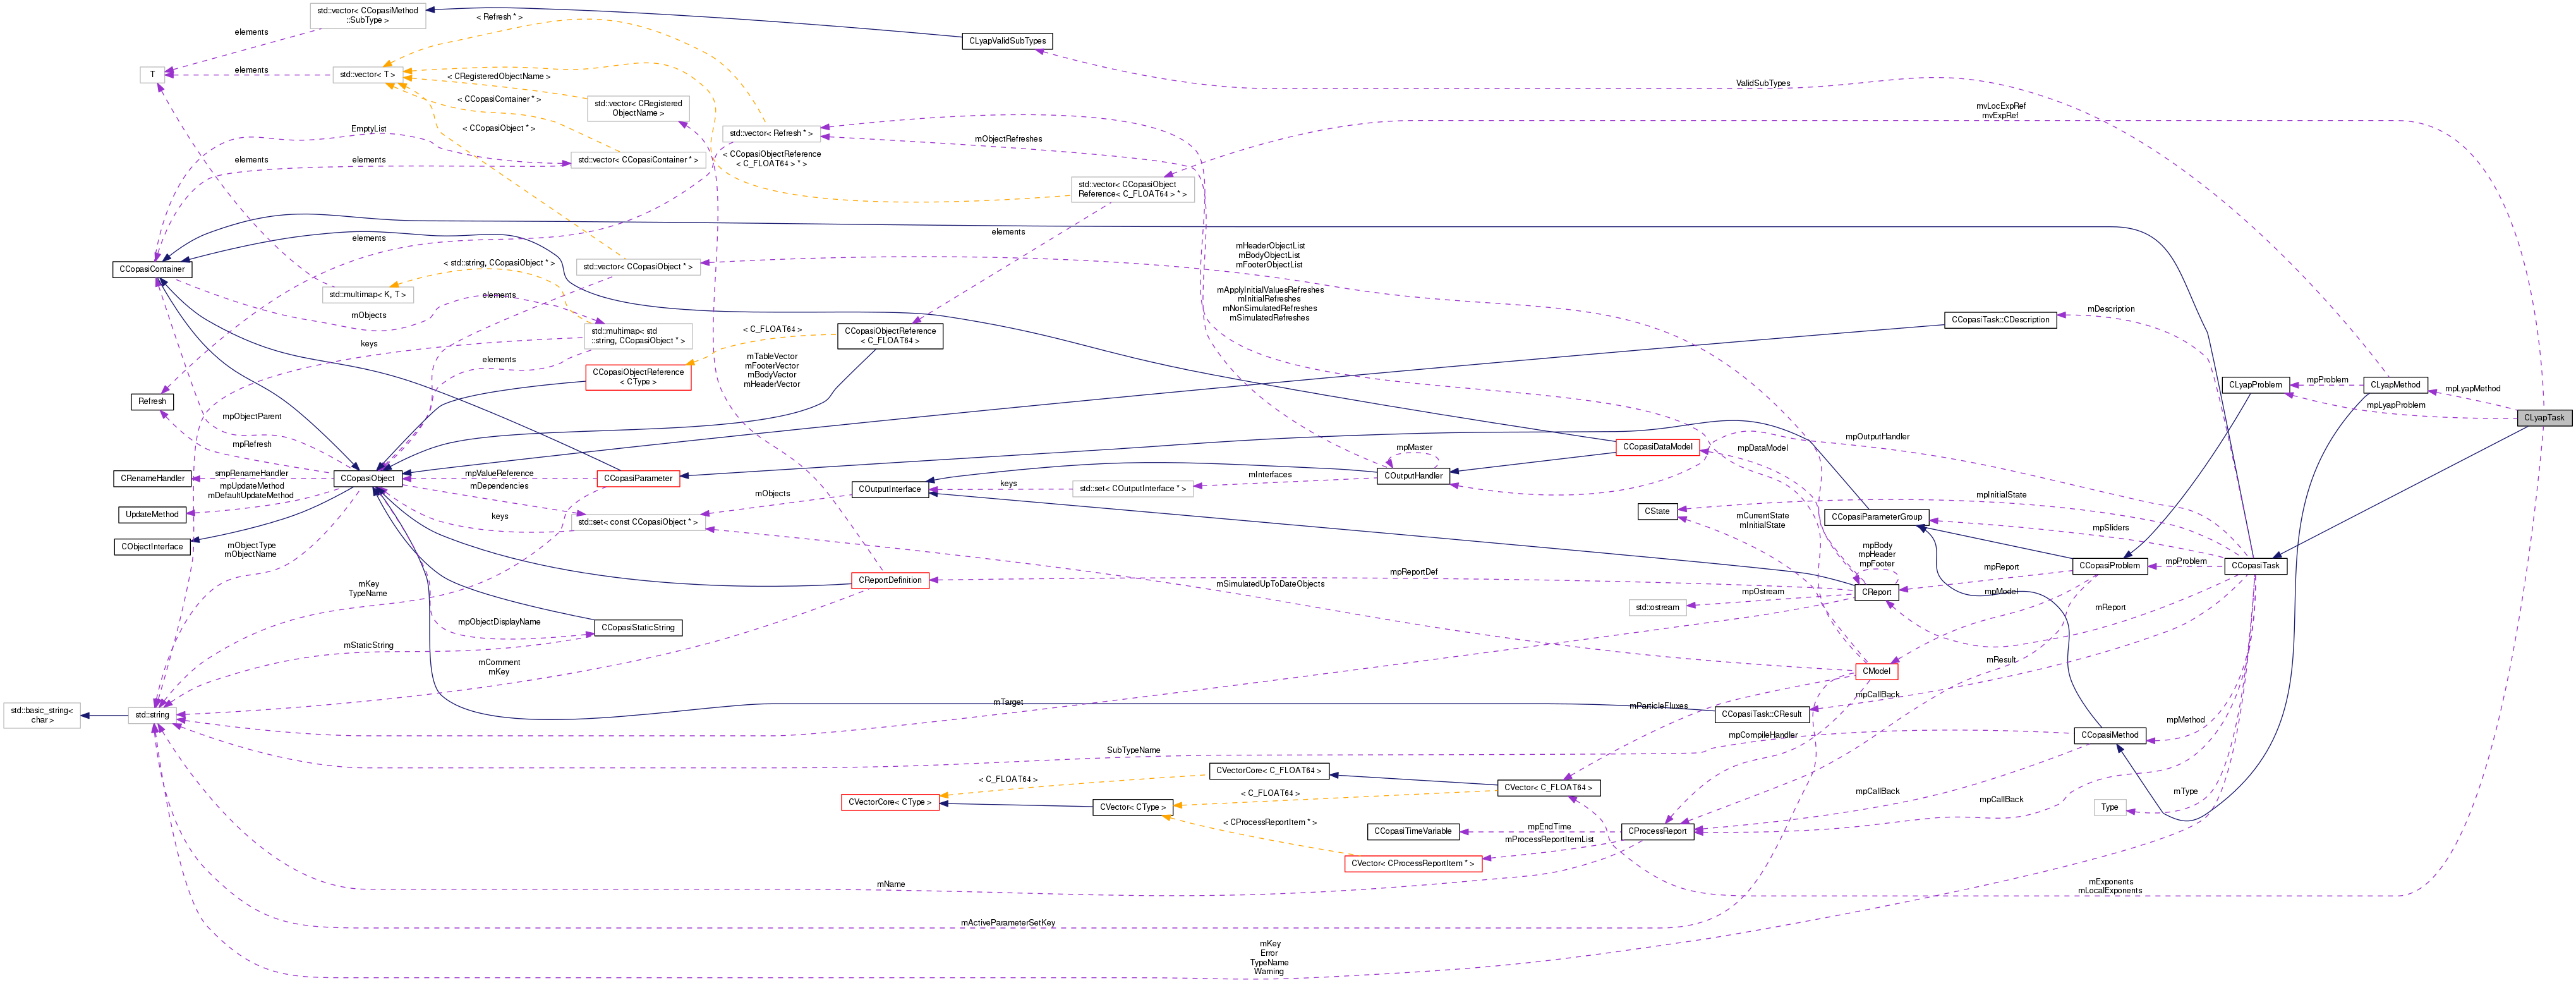 std::vector< CCopasiMethod
::SubType >
< Refresh * >
elements
CLyapValidSubTypes
T
elements
std::vector< T >
< CRegisteredObjectName >
ValidSubTypes
< CCopasiContainer * >
std::vector< CRegistered
ObjectName >
mvLocExpRef
mvExpRef
EmptyList
< CCopasiObject * >
std::vector< Refresh * >
mObjectRefreshes
elements
elements
std::vector< CCopasiContainer * >
< CCopasiObjectReference
< C_FLOAT64 > * >
std::vector< CCopasiObject
Reference< C_FLOAT64 > * >
elements
elements
mHeaderObjectList
mBodyObjectList
mFooterObjectList
CCopasiContainer
< std::string, CCopasiObject * >
std::vector< CCopasiObject * >
std::multimap< K, T >
elements
mApplyInitialValuesRefreshes
mInitialRefreshes
mNonSimulatedRefreshes
mSimulatedRefreshes
mObjects
mDescription
CCopasiTask::CDescription
keys
std::multimap< std
::string, CCopasiObject * >
< C_FLOAT64 >
CCopasiObjectReference
< C_FLOAT64 >
elements
mTableVector
mFooterVector
mBodyVector
mHeaderVector
CCopasiObjectReference
< CType >
CLyapProblem
mpProblem
CLyapMethod
mpLyapMethod
Refresh
mpObjectParent
mpLyapProblem
CLyapTask
mpRefresh
mpDataModel
mpOutputHandler
CCopasiDataModel
mpMaster
CRenameHandler
smpRenameHandler
CCopasiObject
mpValueReference
CCopasiParameter
mInterfaces
COutputHandler
mpUpdateMethod
mDefaultUpdateMethod
mDependencies
mObjects
COutputInterface
keys
std::set< COutputInterface * >
mpInitialState
UpdateMethod
keys
std::set< const CCopasiObject * >
CState
mCurrentState
mInitialState
CCopasiParameterGroup
mpSliders
CObjectInterface
mObjectType
mObjectName
mpBody
mpHeader
mpFooter
mpProblem
CCopasiProblem
CCopasiTask
mpReport
mKey
TypeName
CReportDefinition
mpReportDef
mSimulatedUpToDateObjects
mpOstream
CReport
mpModel
std::ostream
mReport
mpObjectDisplayName
CCopasiStaticString
mStaticString
mComment
mKey
CModel
mResult
mpCallBack
mTarget
mParticleFluxes
std::basic_string<
char >
std::string
CCopasiTask::CResult
mpMethod
SubTypeName
mpCompileHandler
CCopasiMethod
CVectorCore< C_FLOAT64 >
< C_FLOAT64 >
< C_FLOAT64 >
CVector< C_FLOAT64 >
mpCallBack
mType
CVectorCore< CType >
CVector< CType >
mpCallBack
Type
< CProcessReportItem * >
CCopasiTimeVariable
mpEndTime
CProcessReport
mProcessReportItemList
CVector< CProcessReportItem * >
mName
mExponents
mLocalExponents
mActiveParameterSetKey
mKey
Error
TypeName
Warning